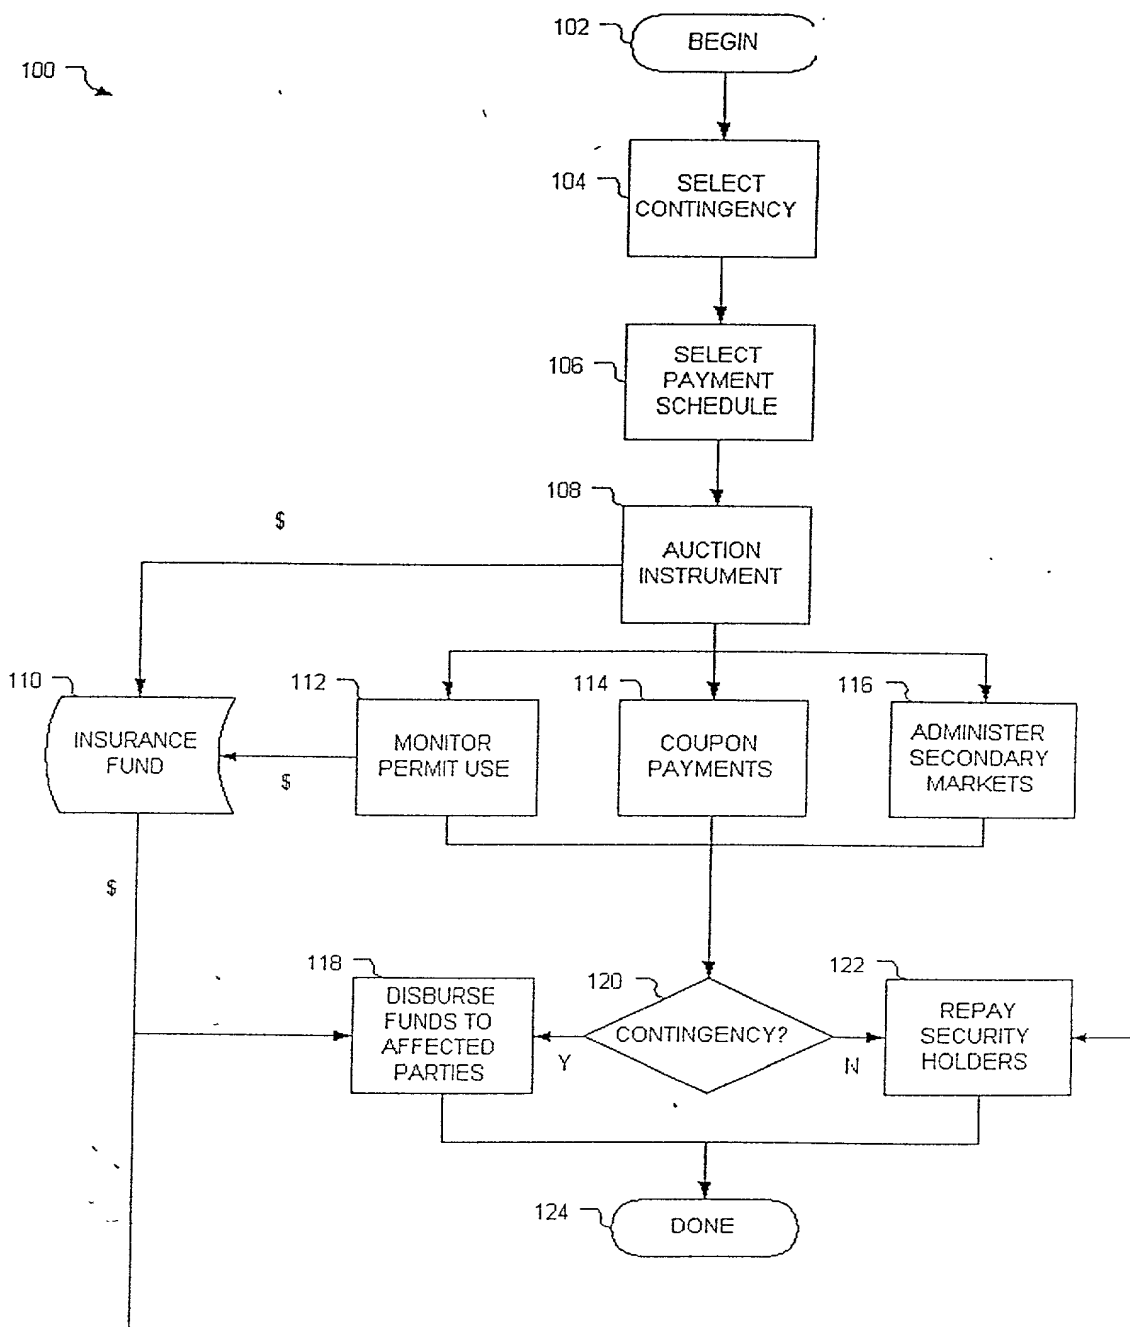 102
BEGIN
100
104
SELECT
CONTINGENCY
106
SELECT
PAYMENT
SCHEDULE
108
AUCTION
INSTRUMENT
$
110
INSURANCE
FUND
112
MONITOR
PERMIT USE
$
114
COUPON
PAYMENTS
116
ADMINISTER
SECONDARY
MARKETS
$
118
DISBURSE
FUNDS TO
AFFECTED
PARTIES
120
CONTINGENCY?
Y
N
122
REPAY
SECURITY
HOLDERS
124
DONE